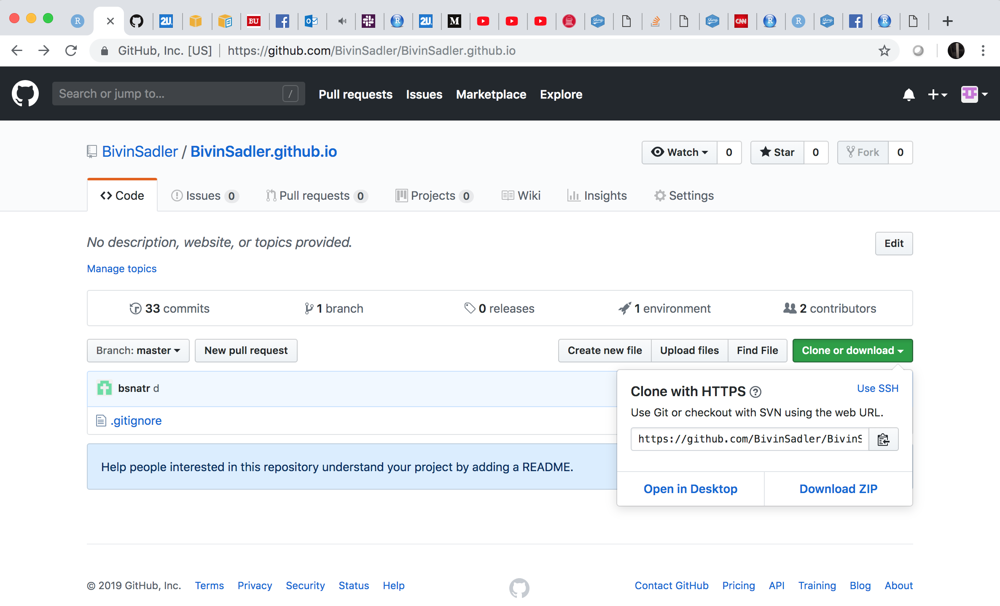 GitHub, Inc. [US] https://github.com/BivinSadler/BivinSadler.github.io
Search or jump to... / Pull requests Issues Marketplace Explore
BivinSadler / BivinSadler.github.io Watch 0 Star 0 Fork 0
Code Issues 0 Pull requests 0 Projects 0 Wiki Insights Settings
No description, website, or topics provided. Edit
Manage topics
33 commits 1 branch 0 releases 1 environment 2 contributors
Branch: master New pull request Create new file Upload files Find File Clone or download
bsnatr d
.gitignore
Help people interested in this repository understand your project by adding a README.
Clone with HTTPS ? Use SSH
Use Git or checkout with SVN using the web URL.
https://github.com/BivinSadler/BivinS
Open in Desktop Download ZIP
© 2019 GitHub, Inc. Terms Privacy Security Status Help Contact GitHub Pricing API Training Blog About